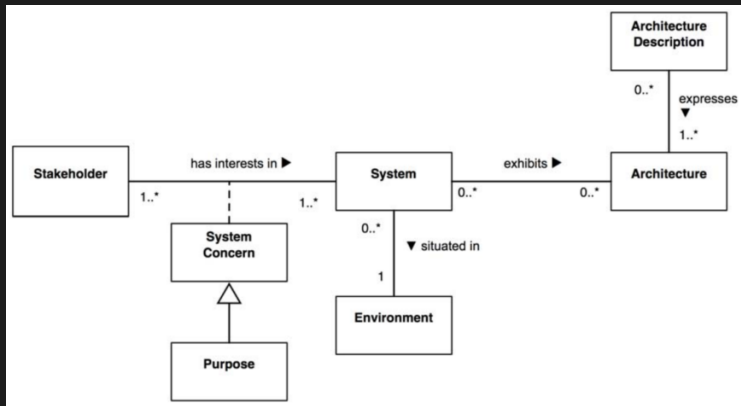 Architecture
Description
0..*
expresses
▼
1..*
Stakeholder
has interests in ▶
System
exhibits ▶
Architecture
1..*
1..*
0..*
0..*
System
Concern
0..*
▼ situated in
1
Environment
Purpose